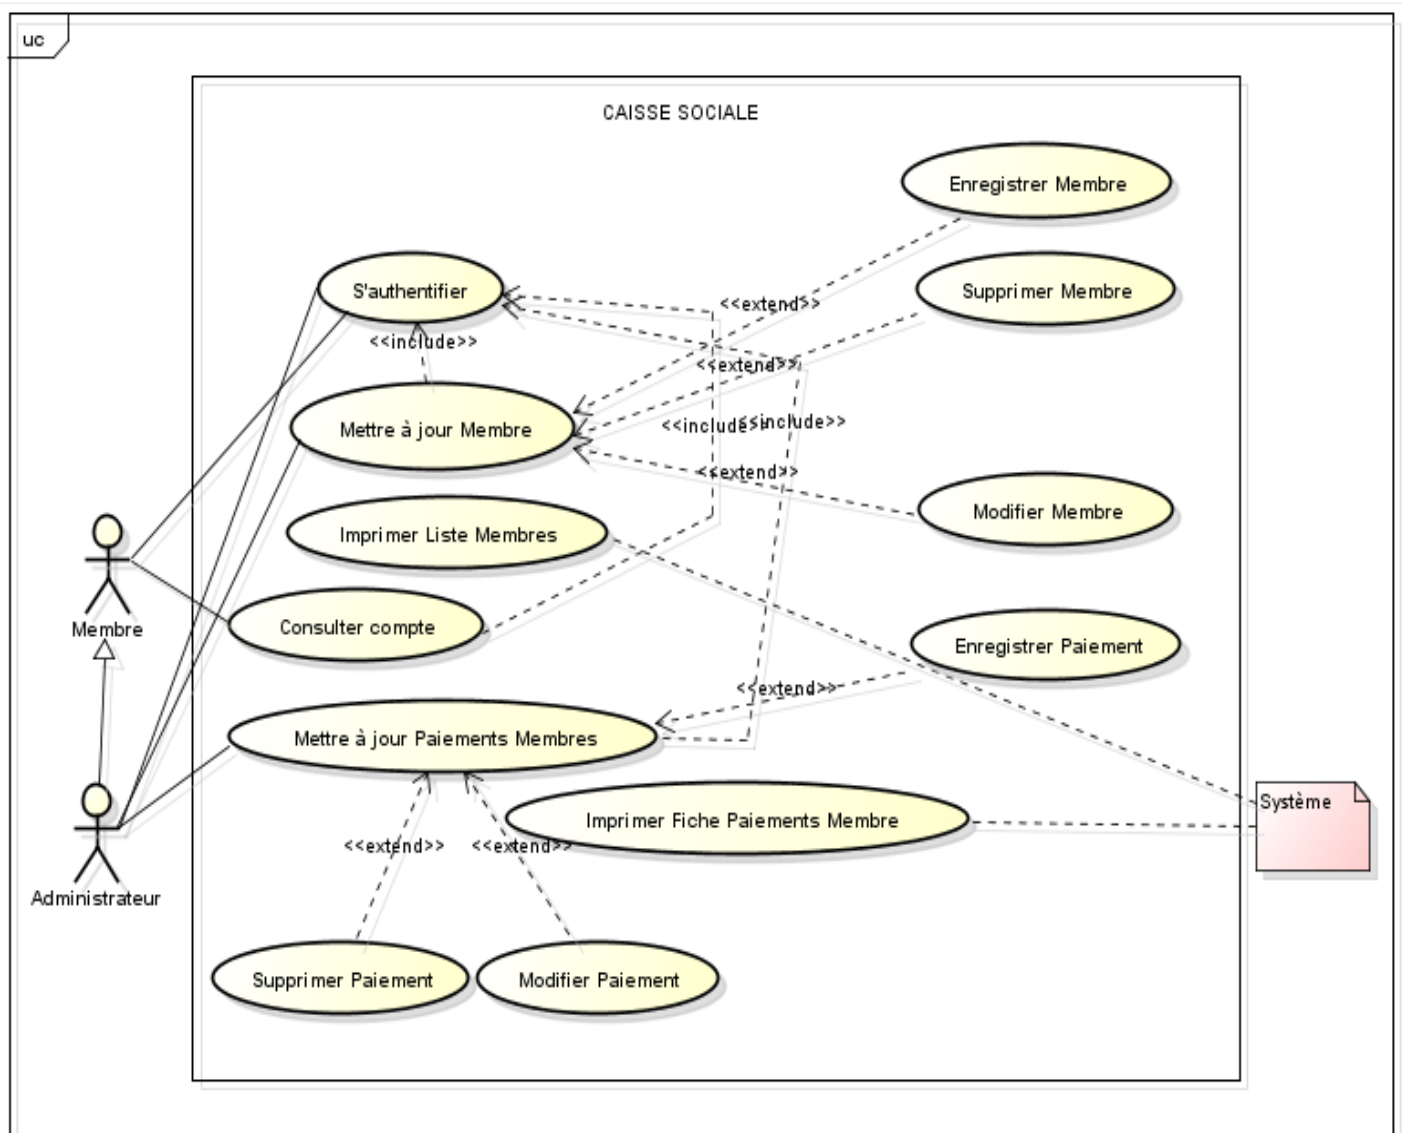 uc
CAISSE SOCIALE
Enregistrer Membre
S'authentifier
Supprimer Membre
<<extend>>
<<include>>
<<extend>>
Mettre à jour Membre
<<include>>
<<include>>
<<extend>>
Modifier Membre
Imprimer Liste Membres
Membre
Consulter compte
Enregistrer Paiement
<<extend>>
Mettre à jour Paiements Membres
Système
Imprimer Fiche Paiements Membre
<<extend>>
<<extend>>
Administrateur
Supprimer Paiement
Modifier Paiement